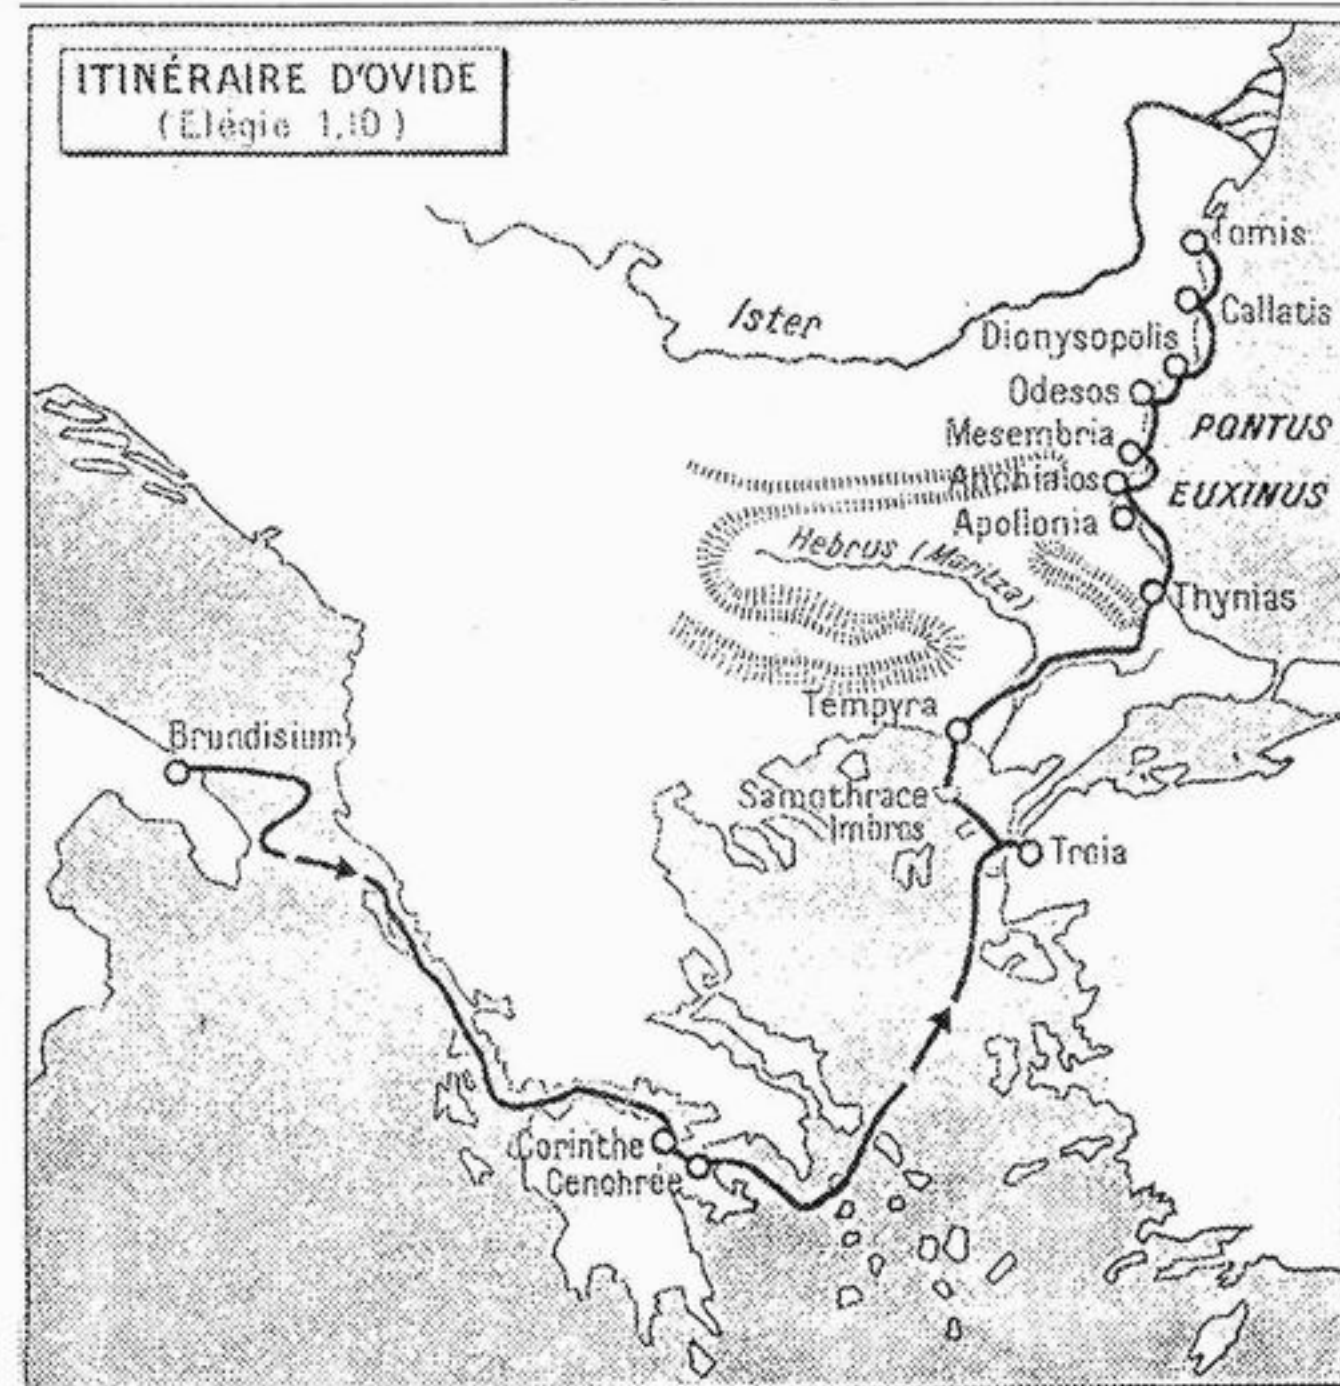 ITINÉRAIRE D'OVIDE
(Elégie 1,10)
Tomis
Callatis
Ister
Dionysopolis
Odesos
Mesembria
PONTUS
EUXINUS
Anchialos
Apollonia
Hebrus (Maritza)
Thynias
Tempyra
Brundisium
Samothrace
Imbros
Troia
Corinthe
Cenchrée